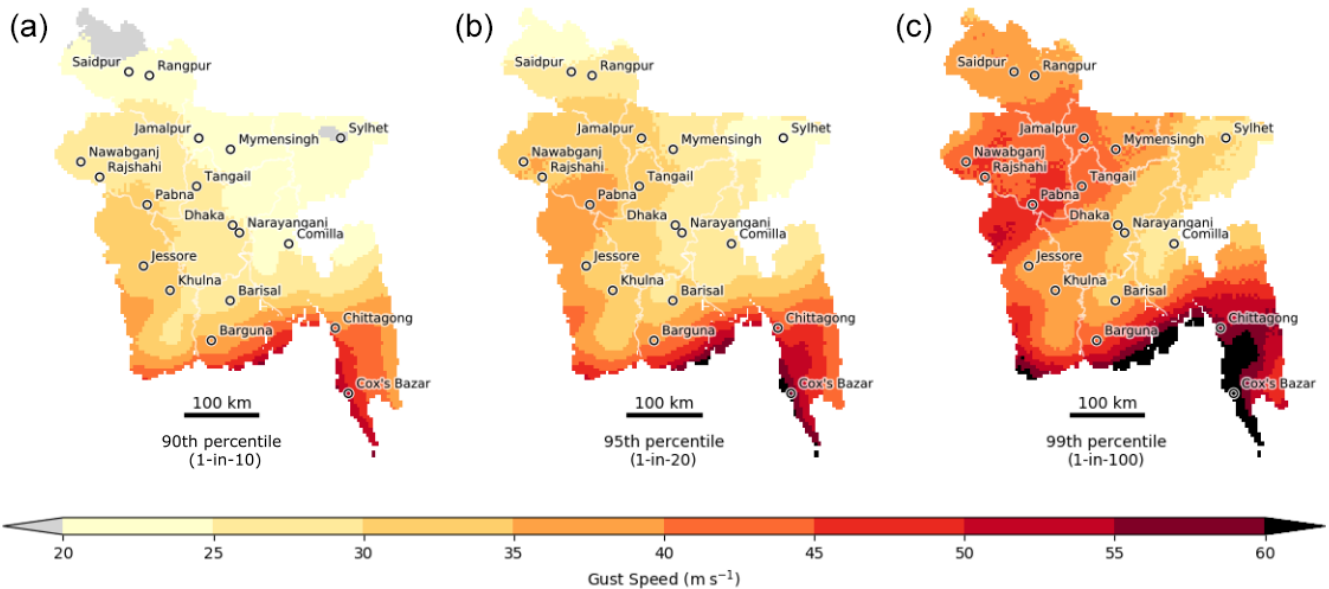 (a)
Saidpur
Rangpur
Jamalpur
Mymensingh
Sylhet
Nawabganj
Rajshahi
Tangail
Pabna
Dhaka
Narayangani
Comilla
Jessore
Khulna
Barisal
Barguna
Chittagong
Cox's Bazar
100 km
90th percentile
(1-in-10)
(b)
Saidpur
Rangpur
Jamalpur
Mymensingh
Sylhet
Nawabganj
Rajshahi
Tangail
Pabna
Dhaka
Narayangani
Comilla
Jessore
Khulna
Barisal
Barguna
Chittagong
Cox's Bazar
100 km
95th percentile
(1-in-20)
(c)
Saidpur
Rangpur
Jamalpur
Mymensingh
Sylhet
Nawabganj
Rajshahi
Tangail
Pabna
Dhaka
Narayangani
Comilla
Jessore
Khulna
Barisal
Barguna
Chittagong
Cox's Bazar
100 km
99th percentile
(1-in-100)
20 25 30 35 40 45 50 55 60
Gust Speed (m s⁻¹)